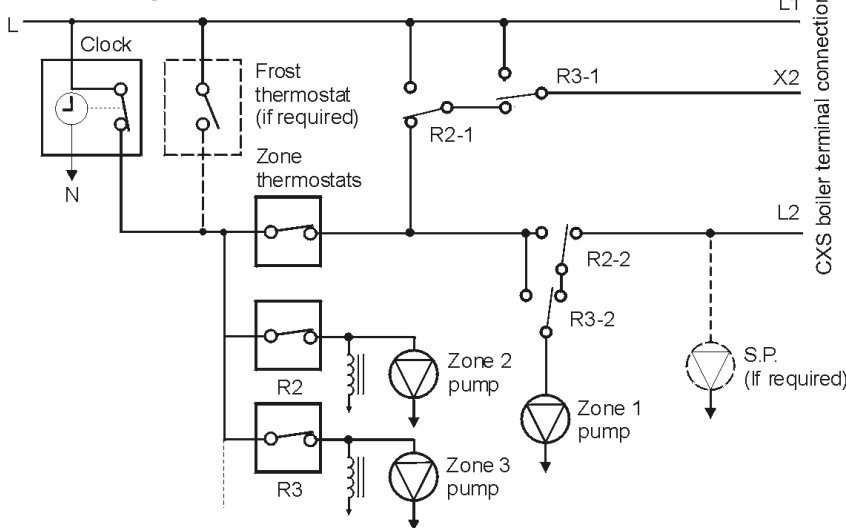 L
L1
Clock
Frost
thermostat
(if required)
N
Zone
thermostats
R3-1
X2
R2-1
L2
R2-2
R3-2
R2
Zone 2
pump
R3
Zone 3
pump
Zone 1
pump
S.P.
(If required)
CXS boiler terminal connection